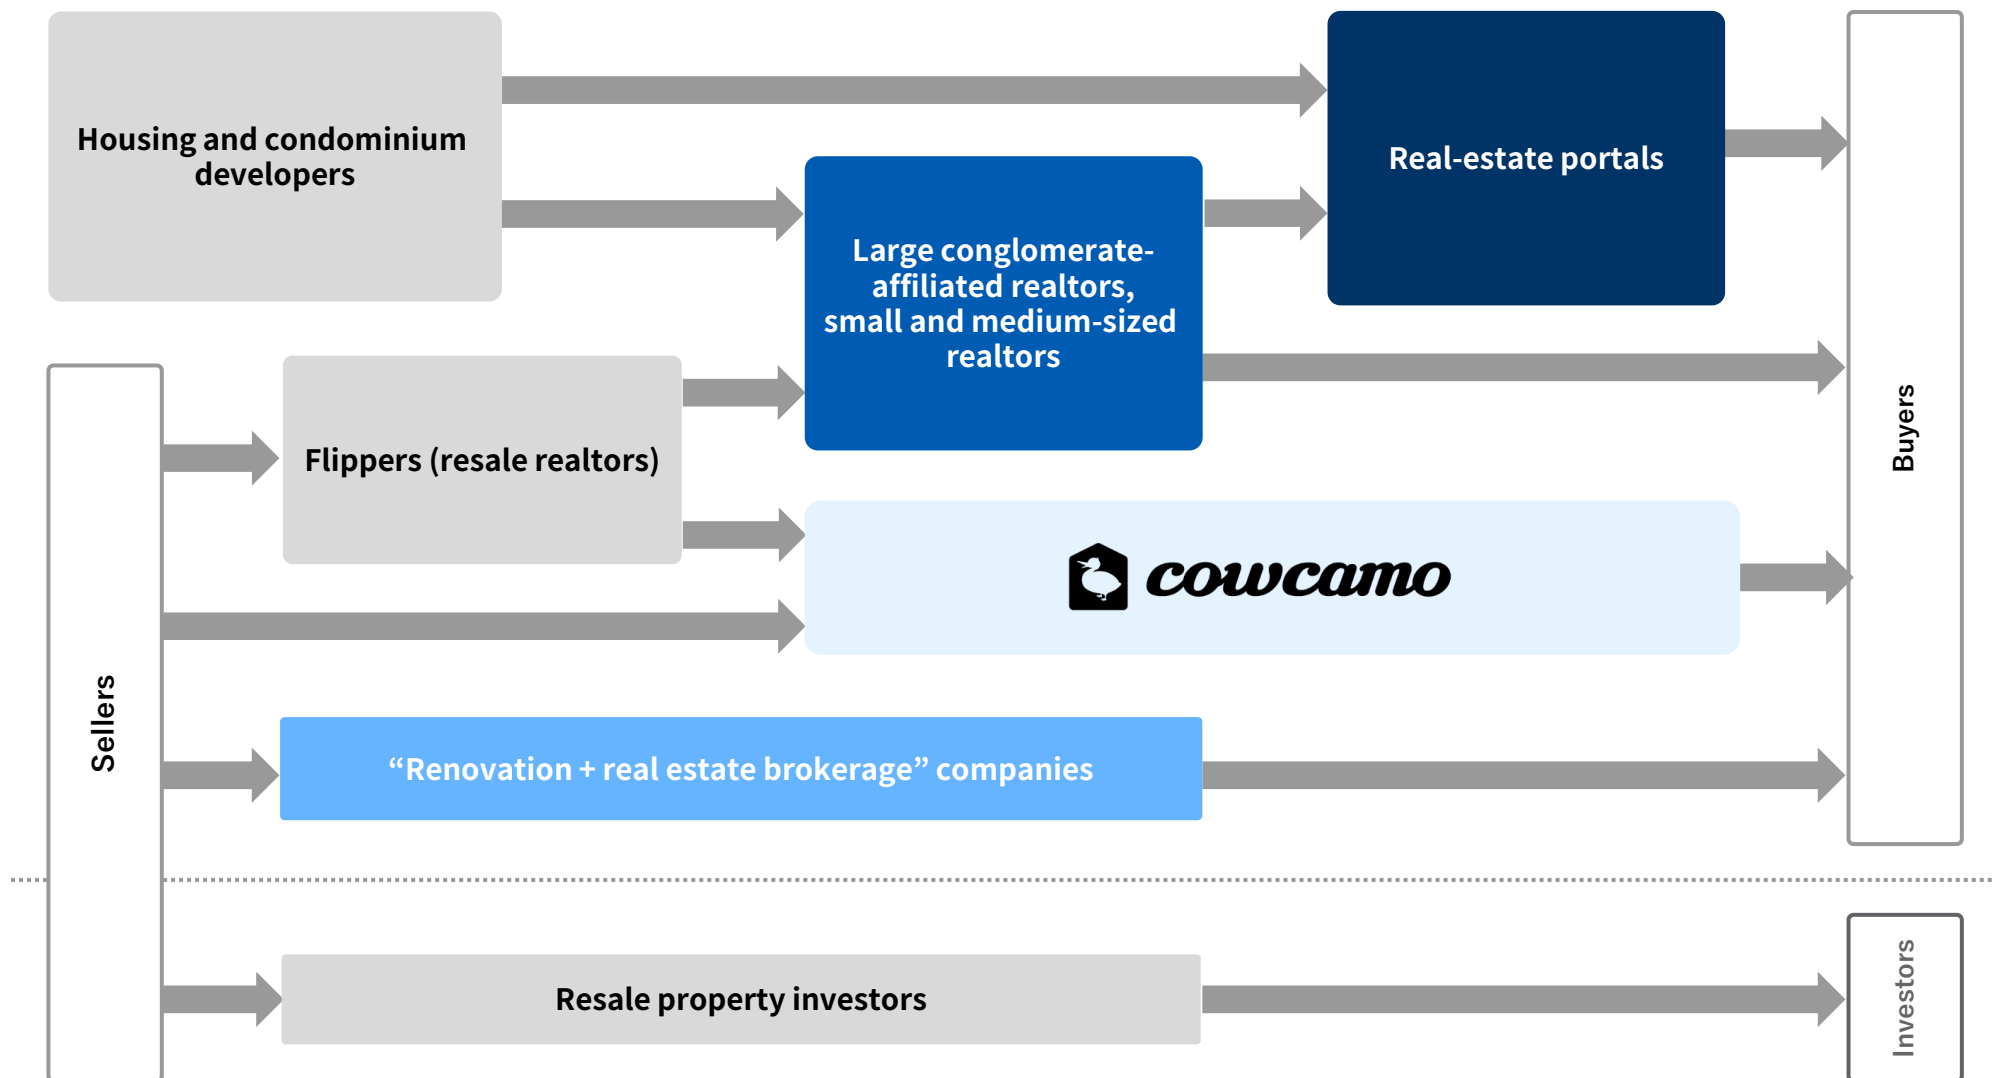 Housing and condominium
developers
Real-estate portals
Large conglomerate-
affiliated realtors,
small and medium-sized
realtors
Flippers (resale realtors)
Buyers
cowcamo
Sellers
“Renovation + real estate brokerage” companies
Resale property investors
Investors